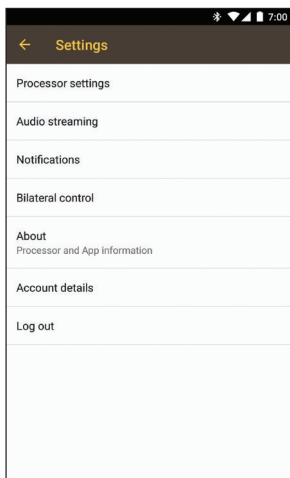 7:00
Settings
Processor settings
Audio streaming
Notifications
Bilateral control
About
Processor and App information
Account details
Log out